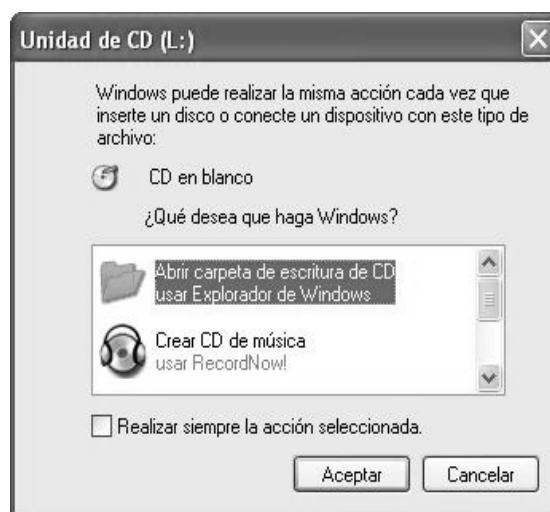 Unidad de CD (L:)
Windows puede realizar la misma acción cada vez que
inserte un disco o conecte un dispositivo con este tipo de
archivo:
CD en blanco
¿Qué desea que haga Windows?
Abrir carpeta de escritura de CD
usar Explorador de Windows
Crear CD de música
usar RecordNow!
Realizar siempre la acción seleccionada.
Aceptar
Cancelar